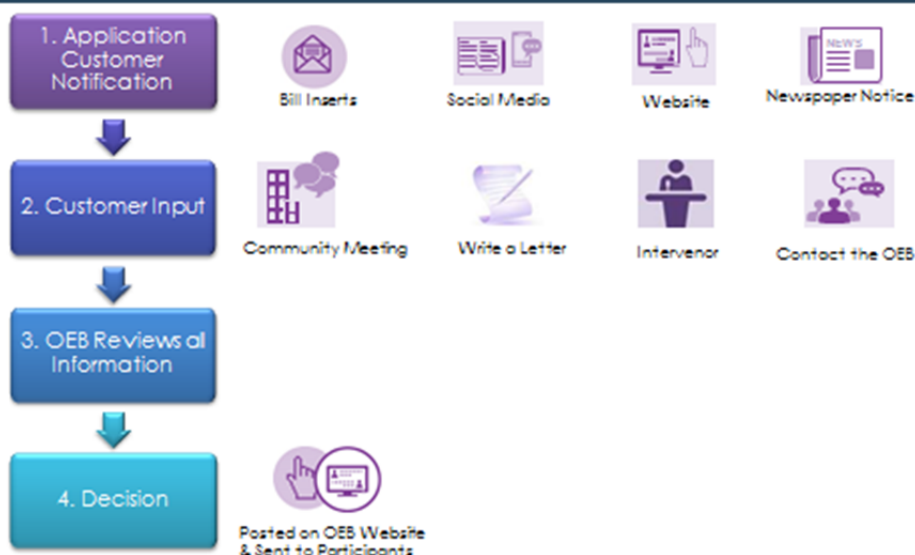 1. Application
Customer
Notification
Bill Inserts
Social Media
Website
NEWS
Newspaper Notice
2. Customer Input
Community Meeting
Write a Letter
Intervenor
Contact the OEB
3. OEB Reviews all
Information
4. Decision
Posted on OEB Website
& Sent to Participants